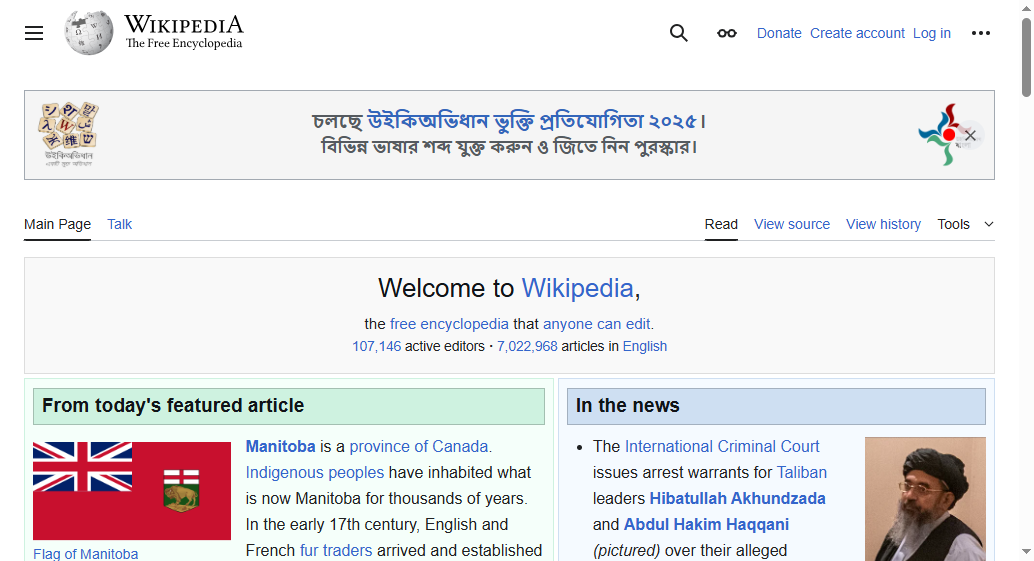 WIKIPEDIA
The Free Encyclopedia
Donate Create account Log in
চলছে উইকিঅভিধান ভুক্তি প্রতিযোগিতা ২০২৫।
বিভিন্ন ভাষার শব্দ যুক্ত করুন ও জিতে নিন পুরস্কার।
উইকিঅভিধান
একটি মুক্ত অভিধান
Main Page Talk
Read View source View history Tools
Welcome to Wikipedia,
the free encyclopedia that anyone can edit.
107,146 active editors · 7,022,968 articles in English
From today's featured article
Manitoba is a province of Canada.
Indigenous peoples have inhabited what
is now Manitoba for thousands of years.
In the early 17th century, English and
French fur traders arrived and established
Flag of Manitoba
In the news
• The International Criminal Court
issues arrest warrants for Taliban
leaders Hibatullah Akhundzada
and Abdul Hakim Haqqani
(pictured) over their alleged